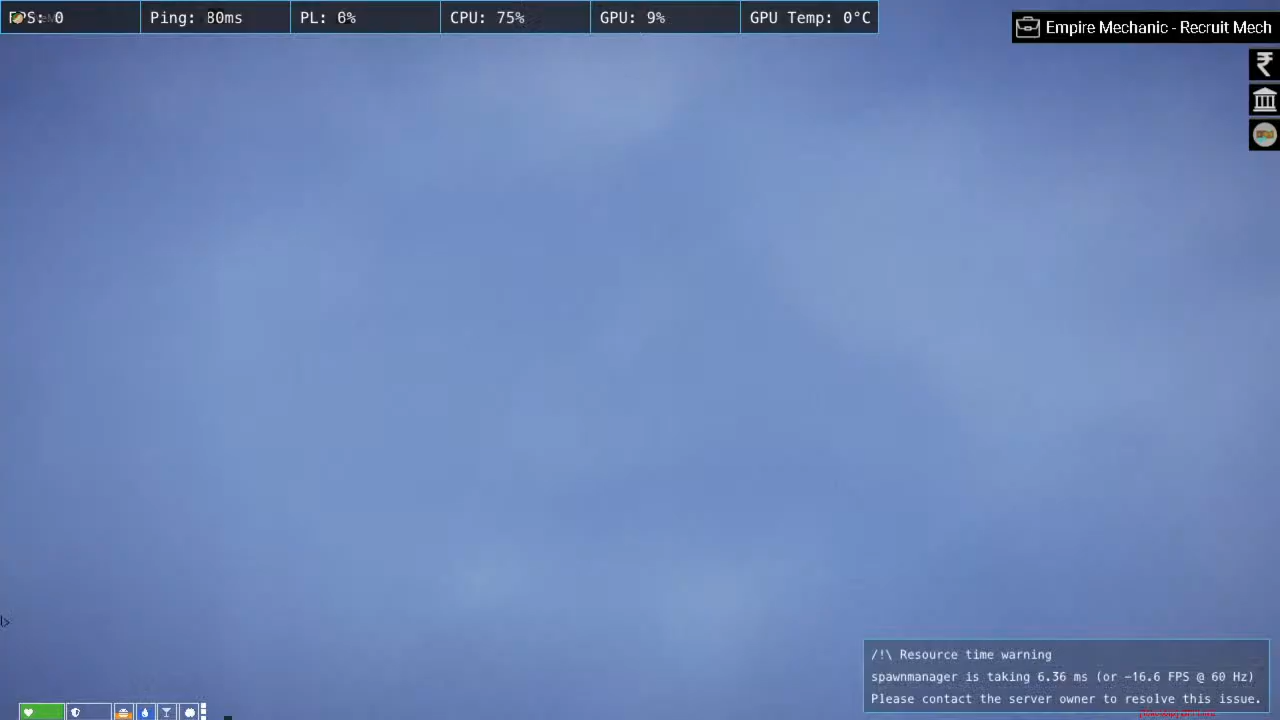 FPS: 0
Ping: 80ms
PL: 0%
CPU: 75%
GPU: 9%
GPU Temp: 0°C
Empire Mechanic - Recruit Mech
/!\ Resource time warning
spawnmanager is taking 6.36 ms (or -16.6 FPS @ 60 Hz)
Please contact the server owner to resolve this issue.